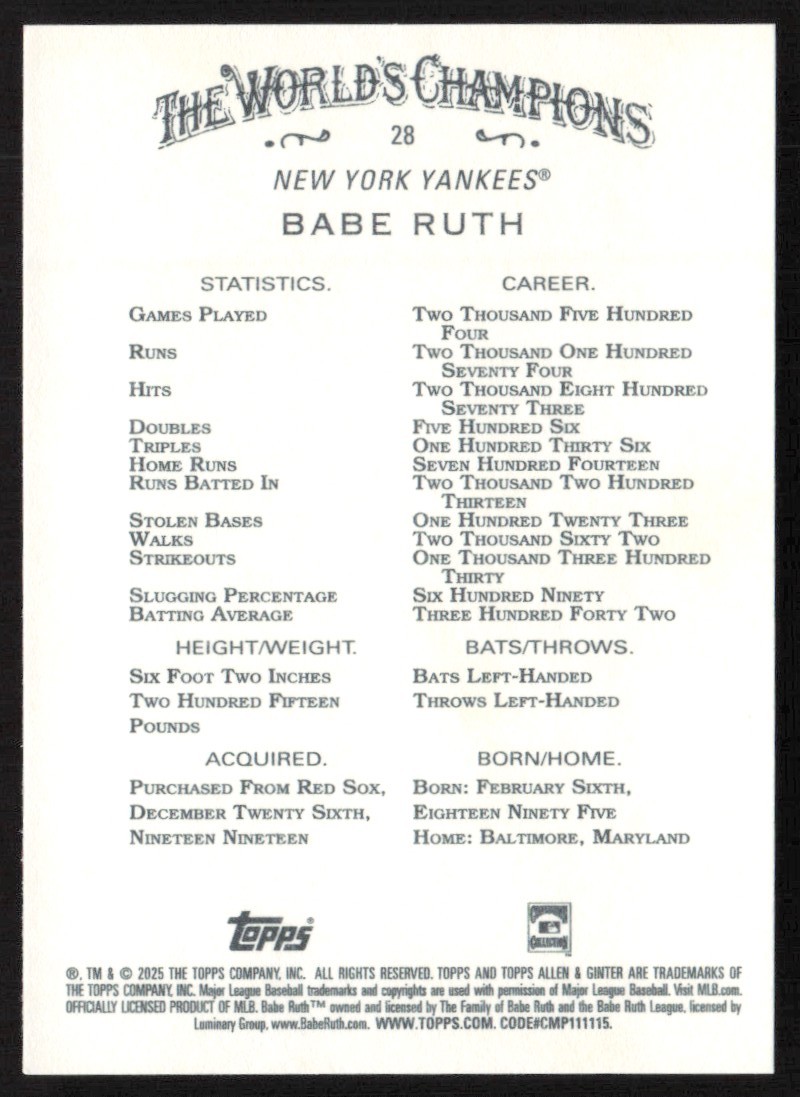 THE WORLD'S CHAMPIONS
28
NEW YORK YANKEES®
BABE RUTH
STATISTICS. CAREER.
GAMES PLAYED TWO THOUSAND FIVE HUNDRED
FOUR
RUNS TWO THOUSAND ONE HUNDRED
SEVENTY FOUR
HITS TWO THOUSAND EIGHT HUNDRED
SEVENTY THREE
DOUBLES FIVE HUNDRED SIX
TRIPLES ONE HUNDRED THIRTY SIX
HOME RUNS SEVEN HUNDRED FOURTEEN
RUNS BATTED IN TWO THOUSAND TWO HUNDRED
THIRTEEN
STOLEN BASES ONE HUNDRED TWENTY THREE
WALKS TWO THOUSAND SIXTY TWO
STRIKEOUTS ONE THOUSAND THREE HUNDRED
THIRTY
SLUGGING PERCENTAGE SIX HUNDRED NINETY
BATTING AVERAGE THREE HUNDRED FORTY TWO
HEIGHT/WEIGHT. BATS/THROWS.
SIX FOOT TWO INCHES BATS LEFT-HANDED
TWO HUNDRED FIFTEEN THROWS LEFT-HANDED
POUNDS
ACQUIRED. BORN/HOME.
PURCHASED FROM RED SOX, BORN: FEBRUARY SIXTH,
DECEMBER TWENTY SIXTH, EIGHTEEN NINETY FIVE
NINETEEN NINETEEN HOME: BALTIMORE, MARYLAND
topps®
COLLECTION
®, TM & © 2025 THE TOPPS COMPANY, INC. ALL RIGHTS RESERVED. TOPPS AND TOPPS ALLEN & GINTER ARE TRADEMARKS OF
THE TOPPS COMPANY, INC. Major League Baseball trademarks and copyrights are used with permission of Major League Baseball. Visit MLB.com.
OFFICIALLY LICENSED PRODUCT OF MLB. Babe Ruth™ owned and licensed by The Family of Babe Ruth and the Babe Ruth League, licensed by
Luminary Group, www.BabeRuth.com. WWW.TOPPS.COM. CODE#CMP111115.